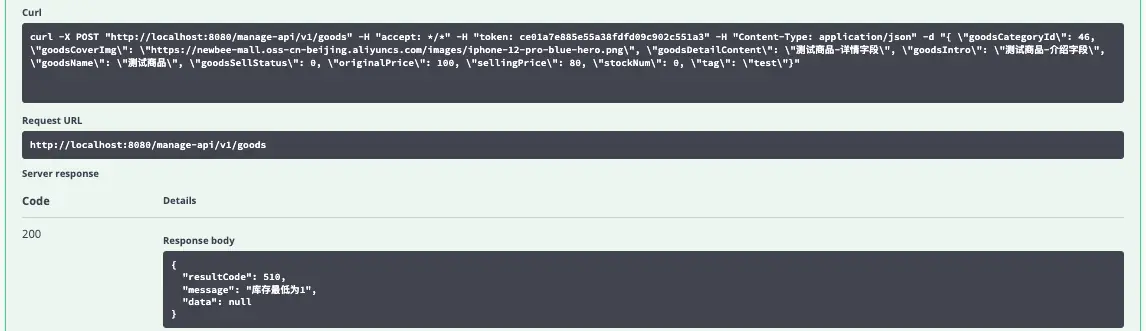 Curl
curl -X POST "http://localhost:8080/manage-api/v1/goods" -H "accept: */*" -H "token: ce01a7e885e55a38fdfd09c902c551a3" -H "Content-Type: application/json" -d "{ \"goodsCategoryId\": 46,
\"goodsCoverImg\": \"https://newbee-mall.oss-cn-beijing.aliyuncs.com/images/iphone-12-pro-blue-hero.png\", \"goodsDetailContent\": \"测试商品-详情字段\", \"goodsIntro\": \"测试商品-介绍字段\",
\"goodsName\": \"测试商品\", \"goodsSellStatus\": 0, \"originalPrice\": 100, \"sellingPrice\": 80, \"stockNum\": 0, \"tag\": \"test\"}"
Request URL
http://localhost:8080/manage-api/v1/goods
Server response
Code Details
200
Response body
{
"resultCode": 510,
"message": "库存最低为1",
"data": null
}